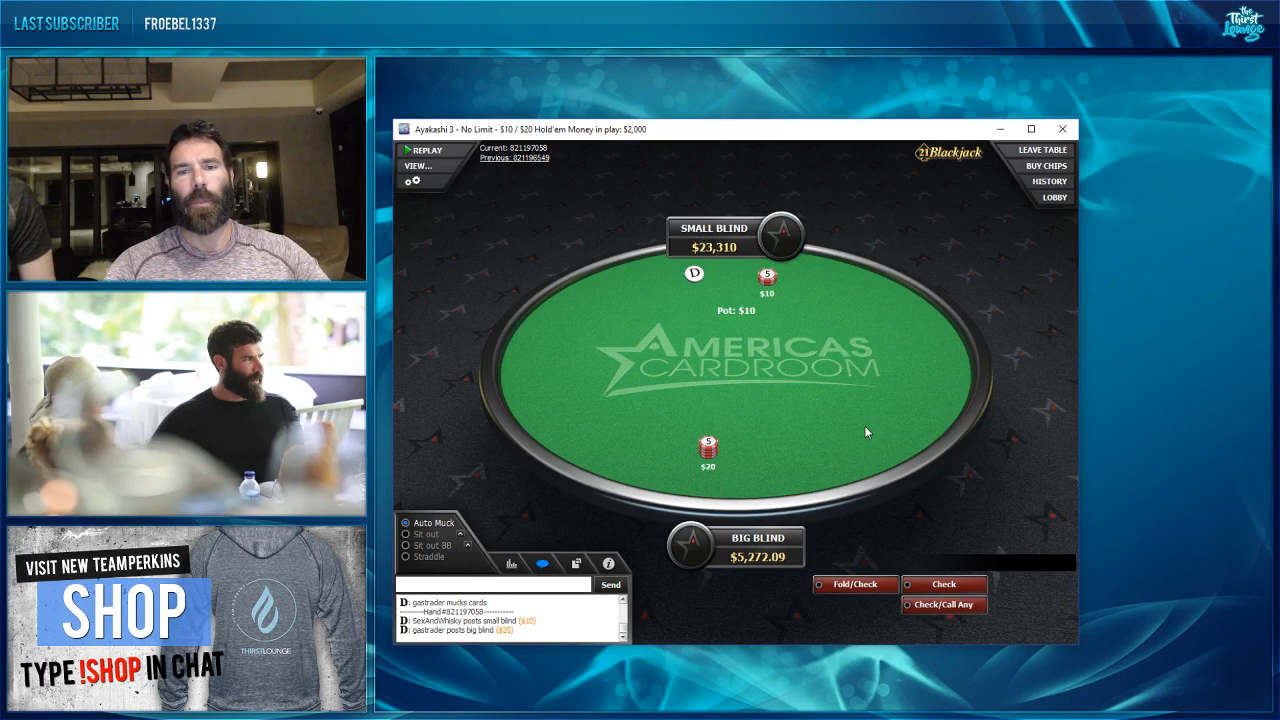 LAST SUBSCRIBER
FROEBEL1337
the Thirst Lounge
Ayakashi 3 - No Limit - $10 / $20 Hold'em Money in play: $2,000
REPLAY
VIEW...
Current: 821197058
Previous: 821196549
21 Blackjack
LEAVE TABLE
BUY CHIPS
HISTORY
LOBBY
SMALL BLIND
$23,310
D
5
$10
Pot: $10
AMERICAS
CARDROOM
5
$20
BIG BLIND
$5,272.09
Auto Muck
Sit out
Sit out BB
Straddle
Send
D: gastrader mucks cards
--------Hand#821197058--------
D: SexAndWhisky posts small blind ($10)
D: gastrader posts big blind ($20)
Fold/Check
Check
Check/Call Any
VISIT NEW TEAMPERKINS
SHOP
TYPE !SHOP IN CHAT
THIRSTLOUNGE